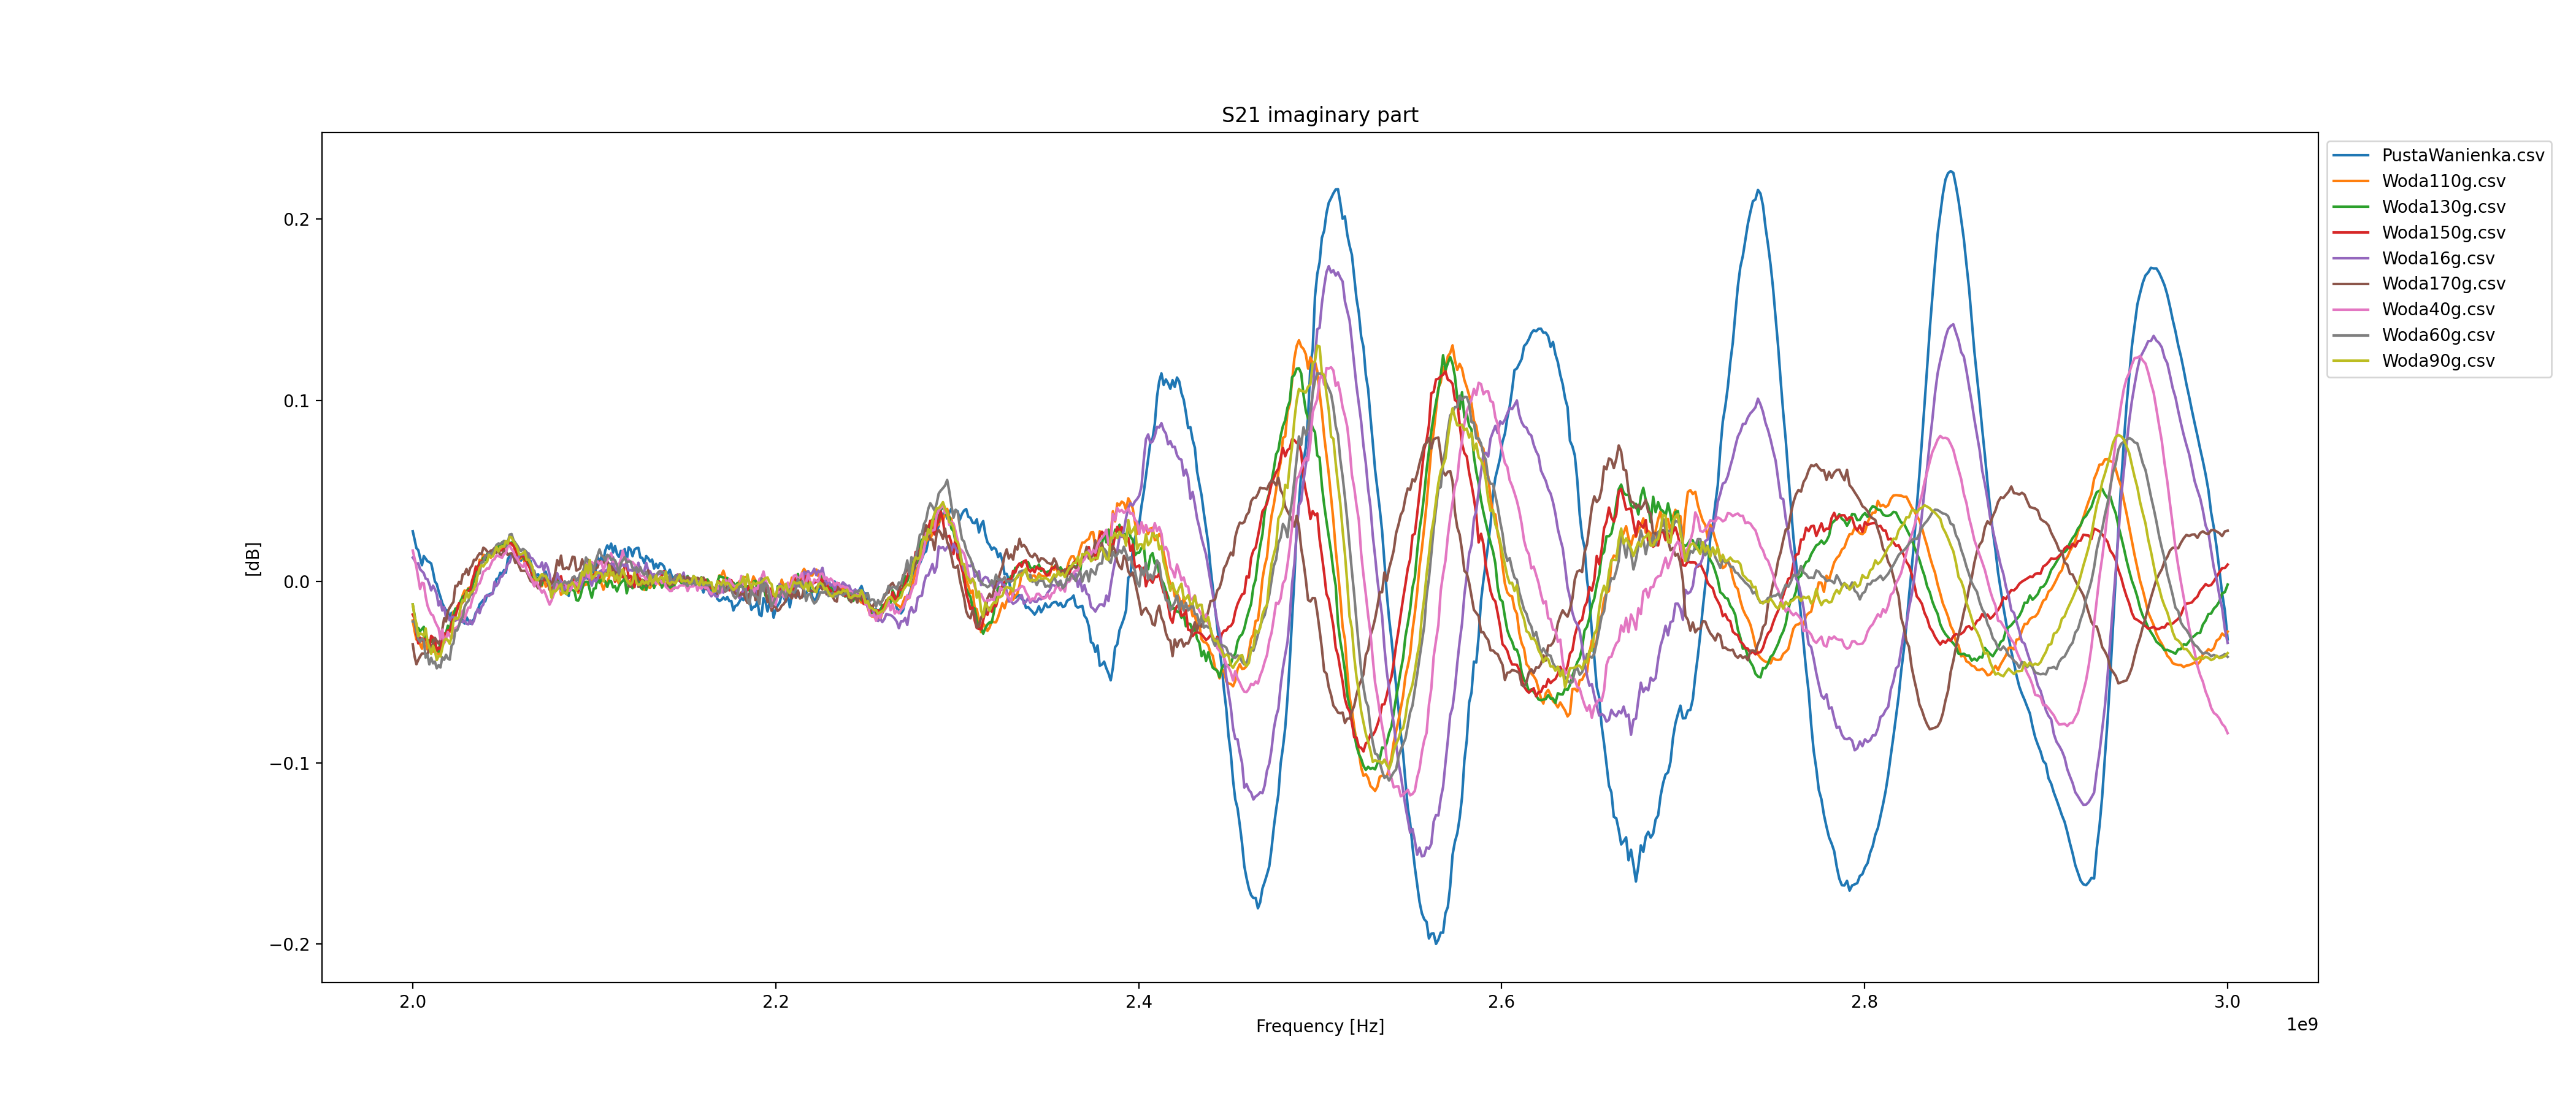 S21 imaginary part
[dB]
0.2
0.1
0.0
−0.1
−0.2
2.0 2.2 2.4 2.6 2.8 3.0
Frequency [Hz]
1e9
PustaWanienka.csv
Woda110g.csv
Woda130g.csv
Woda150g.csv
Woda16g.csv
Woda170g.csv
Woda40g.csv
Woda60g.csv
Woda90g.csv